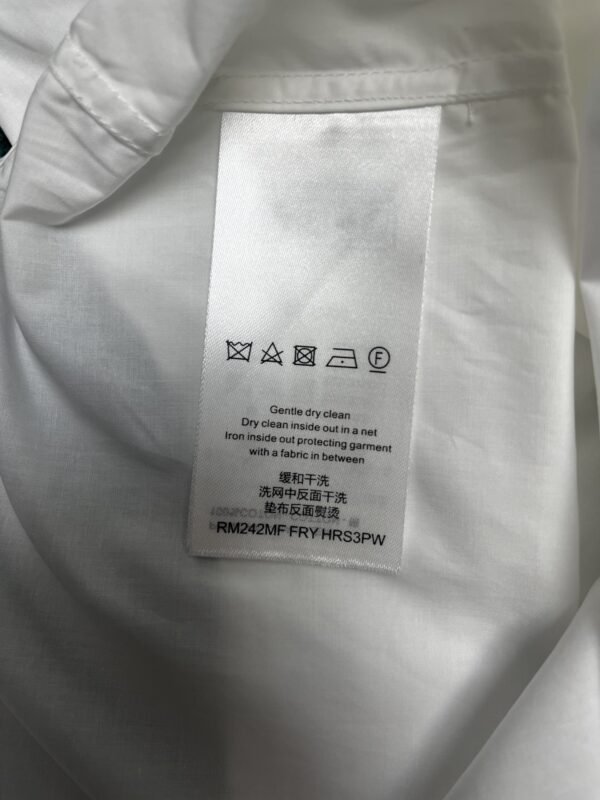 F
Gentle dry clean
Dry clean inside out in a net
Iron inside out protecting garment
with a fabric in between
缓和干洗
洗网中反面干洗
垫布反面熨烫
RM242MF FRY HRS3PW